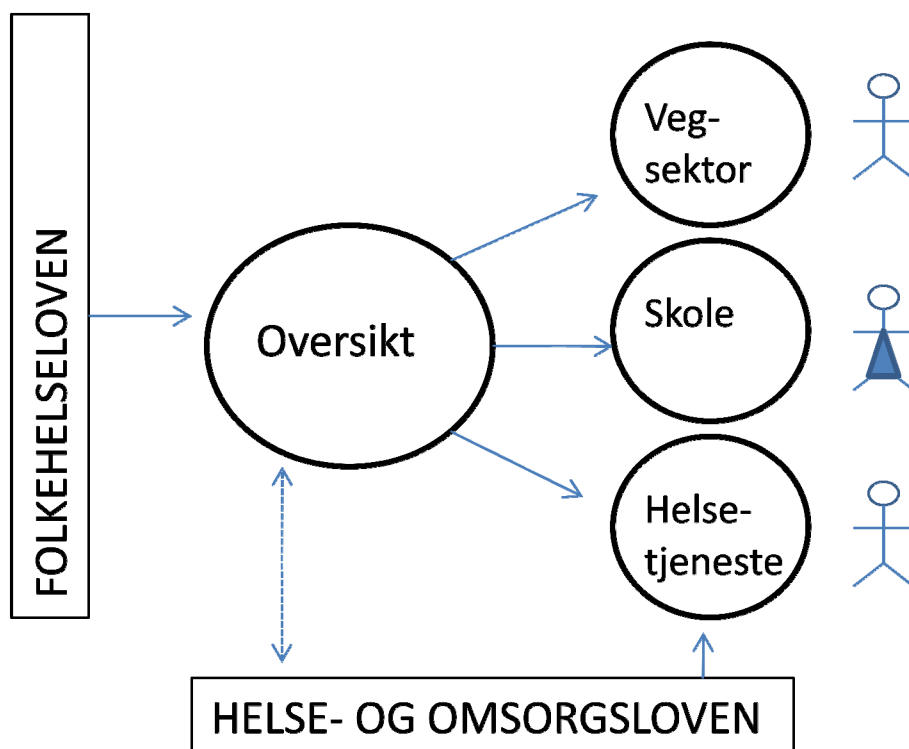 FOLKEHELSELOVEN
Oversikt
Veg-
sektor
Skole
Helse-
tjeneste
HELSE- OG OMSORGSLOVEN